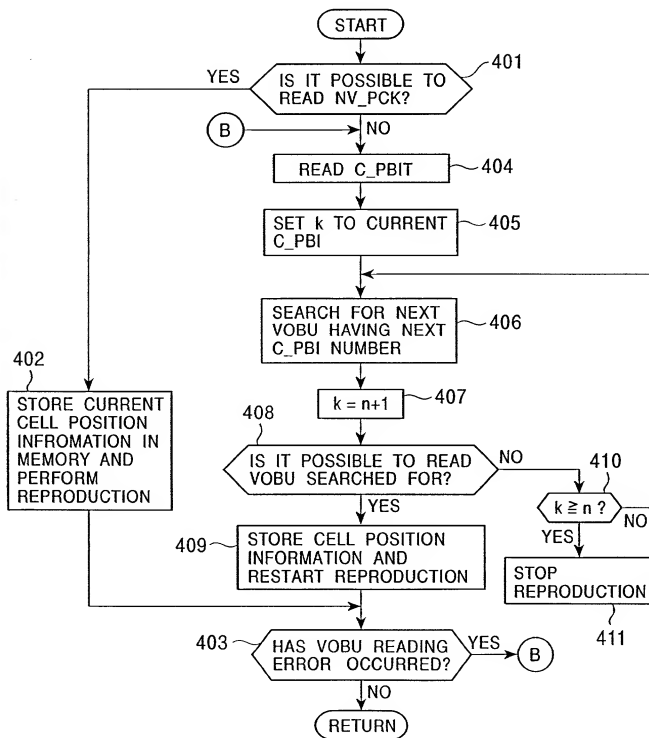 START
401
YES
IS IT POSSIBLE TO
READ NV_PCK?
B
NO
READ C_PBIT
404
SET k TO CURRENT
C_PBI
405
SEARCH FOR NEXT
VOBU HAVING NEXT
C_PBI NUMBER
406
402
STORE CURRENT
CELL POSITION
INFROMATION IN
MEMORY AND
PERFORM
REPRODUCTION
k = n+1
407
408
IS IT POSSIBLE TO READ
VOBU SEARCHED FOR?
NO
410
k ≧ n ?
NO
YES
YES
409
STORE CELL POSITION
INFORMATION AND
RESTART REPRODUCTION
STOP
REPRODUCTION
411
403
HAS VOBU READING
ERROR OCCURRED?
YES
B
NO
RETURN